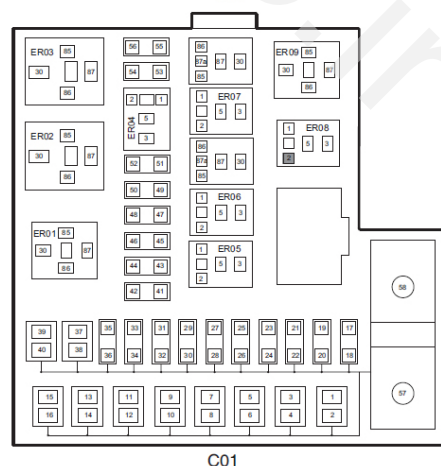 ER03 85 30 87 86
56 55
54 53
86 87a 85 87 30
ER09 85 30 87 86
2 1 ER04 5 3
1 2 ER07 5 3
ER02 85 30 87 86
1 2 ER08 5 3
86 87a 85 87 30
52 51
50 49
1 2 ER06 5 3
48 47
ER01 85 30 87 86
46 45
1 2 ER05 5 3
44 43
42 41
58
39 37 35 33 31 29 27 25 23 21 19 17
40 38 36 34 32 30 28 26 24 22 20 18
57
15 13 11 9 7 5 3 1
16 14 12 10 8 6 4 2
C01